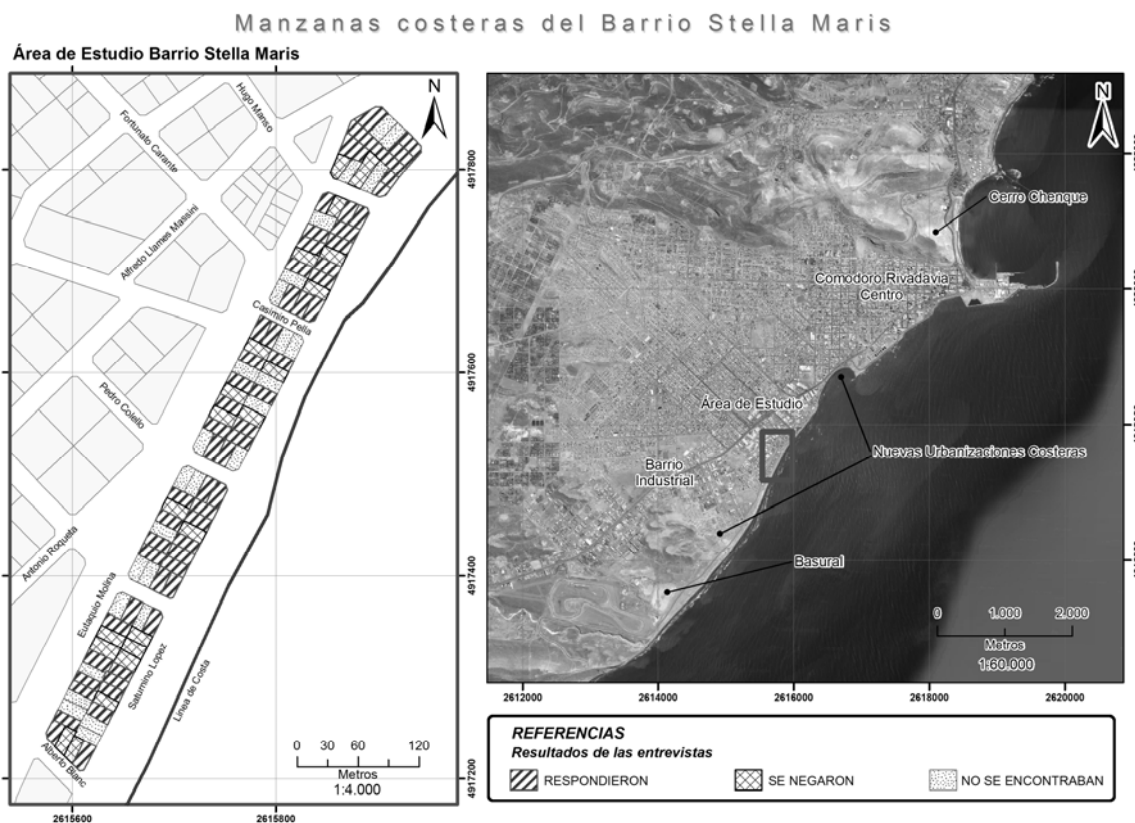 Manzanas costeras del Barrio Stella Maris
Área de Estudio Barrio Stella Maris
N
Hugo Manso
Fortunato Carante
Alfredo Llames Massini
Casimiro Pella
Pedro Colello
Antonio Roqueta
Eutaquio Molina
Saturnino Lopez
Linea de Costa
Alberto Blanc
0 30 60 120
Metros
1:4.000
4917800
4917600
4917400
4917200
2615600 2615800
N
Cerro Chenque
Comodoro Rivadavia
Centro
Área de Estudio
Nuevas Urbanizaciones Costeras
Barrio
Industrial
Basural
0 1.000 2.000
Metros
1:60.000
2612000 2614000 2616000 2618000 2620000
REFERENCIAS
Resultados de las entrevistas
RESPONDIERON SE NEGARON NO SE ENCONTRABAN